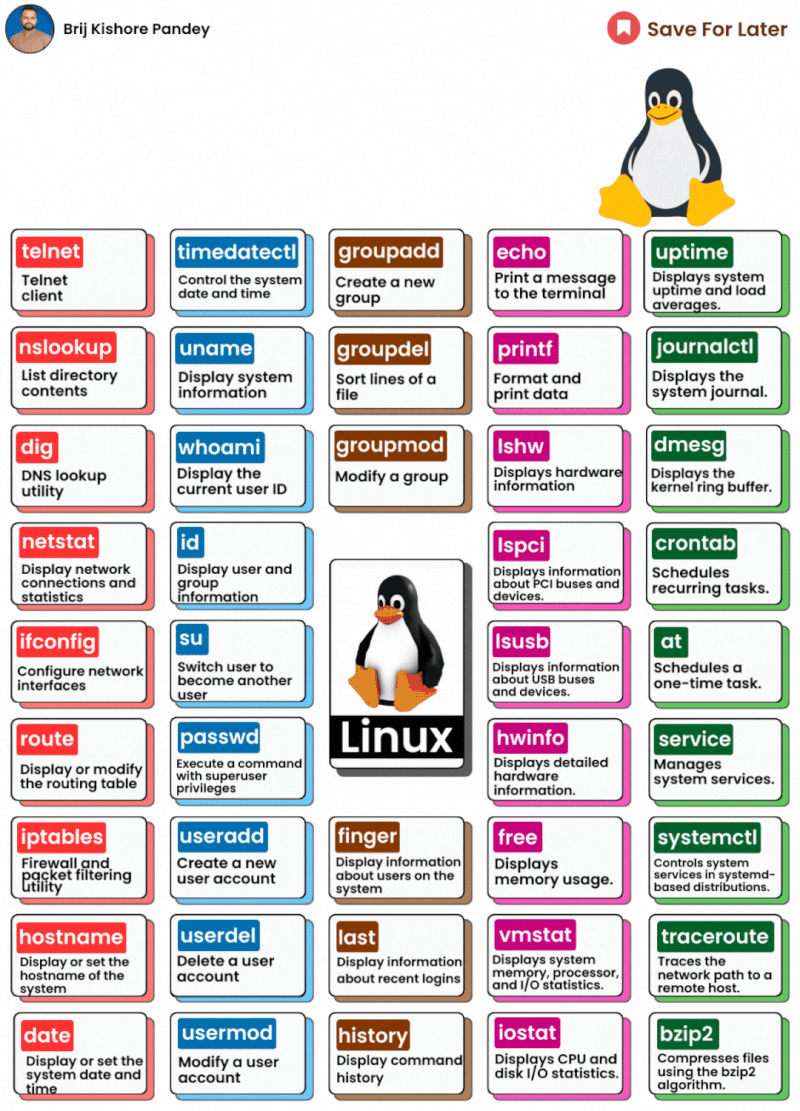 Brij Kishore Pandey
Save For Later
telnet
Telnet
client
timedatectl
Control the system
date and time
groupadd
Create a new
group
echo
Print a message
to the terminal
uptime
Displays system
uptime and load
averages.
nslookup
List directory
contents
uname
Display system
information
groupdel
Sort lines of a
file
printf
Format and
print data
journalctl
Displays the
system journal.
dig
DNS lookup
utility
whoami
Display the
current user ID
groupmod
Modify a group
lshw
Displays hardware
information
dmesg
Displays the
kernel ring buffer.
netstat
Display network
connections and
statistics
id
Display user and
group
information
lspci
Displays information
about PCI buses and
devices.
crontab
Schedules
recurring tasks.
ifconfig
Configure network
interfaces
su
Switch user to
become another
user
Linux
lsusb
Displays information
about USB buses
and devices.
at
Schedules a
one-time task.
route
Display or modify
the routing table
passwd
Execute a command
with superuser
privileges
hwinfo
Displays detailed
hardware
information.
service
Manages
system services.
iptables
Firewall and
packet filtering
utility
useradd
Create a new
user account
finger
Display information
about users on the
system
free
Displays
memory usage.
systemctl
Controls system
services in systemd-
based distributions.
hostname
Display or set the
hostname of the
system
userdel
Delete a user
account
last
Display information
about recent logins
vmstat
Displays system
memory, processor,
and I/O statistics.
traceroute
Traces the
network path to a
remote host.
date
Display or set the
system date and
time
usermod
Modify a user
account
history
Display command
history
iostat
Displays CPU and
disk I/O statistics.
bzip2
Compresses files
using the bzip2
algorithm.